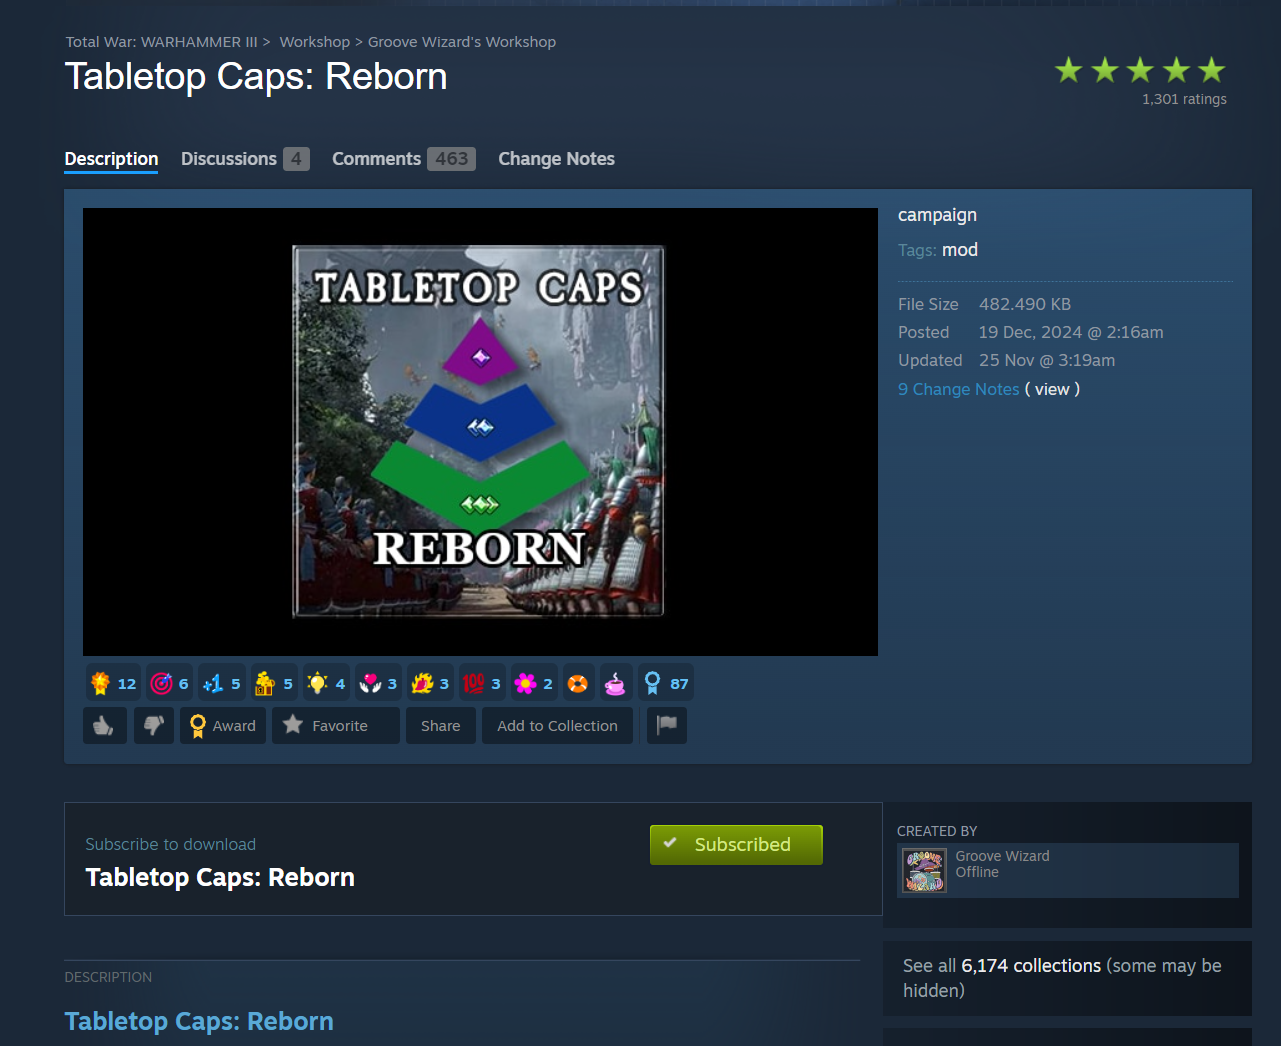 Total War: WARHAMMER III > Workshop > Groove Wizard's Workshop
Tabletop Caps: Reborn
1,301 ratings
Description Discussions 4 Comments 463 Change Notes
TABLETOP CAPS
REBORN
campaign
Tags: mod
File Size 482.490 KB
Posted 19 Dec, 2024 @ 2:16am
Updated 25 Nov @ 3:19am
9 Change Notes ( view )
12 6 +1 5 5 4 3 3 100 3 2 87
Award Favorite Share Add to Collection
Subscribe to download
Tabletop Caps: Reborn
Subscribed
CREATED BY
GROOVE WIZARD
Groove Wizard
Offline
See all 6,174 collections (some may be
hidden)
DESCRIPTION
Tabletop Caps: Reborn